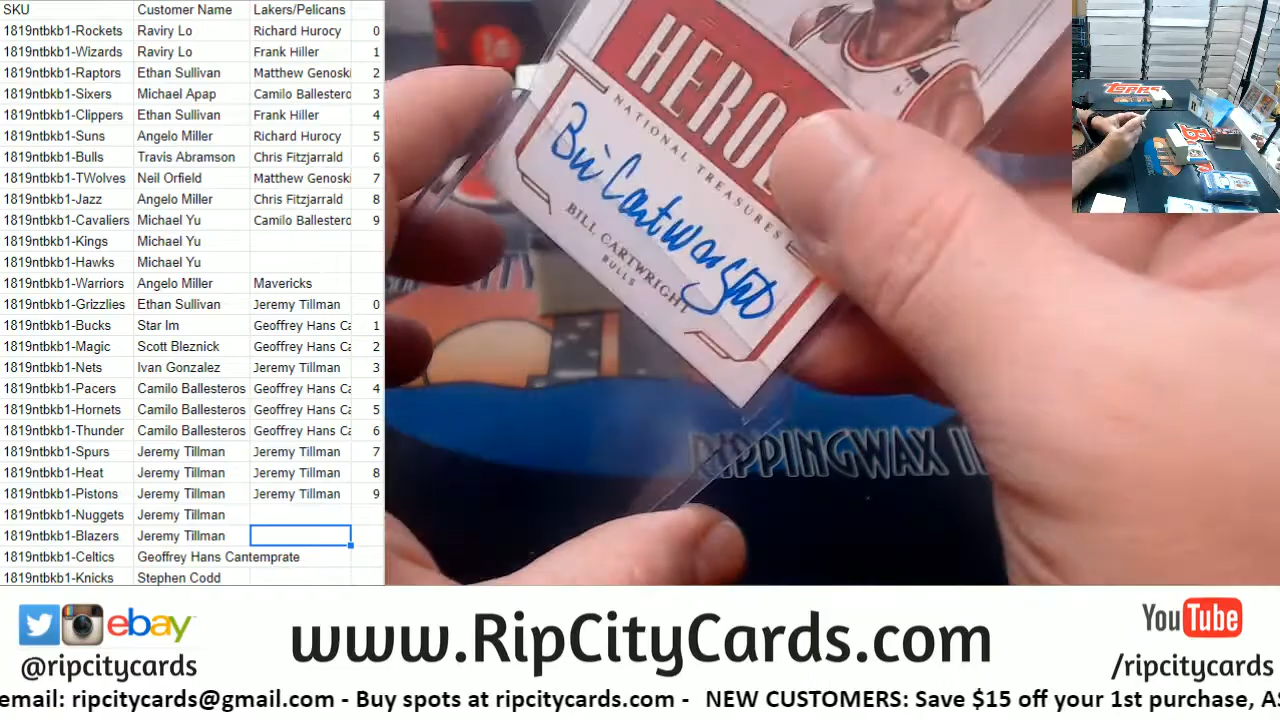 SKU Customer Name Lakers/Pelicans
1819ntbkb1-Rockets Raviry Lo Richard Hurocy 0
1819ntbkb1-Wizards Raviry Lo Frank Hiller 1
1819ntbkb1-Raptors Ethan Sullivan Matthew Genoski 2
1819ntbkb1-Sixers Michael Apap Camilo Ballestero 3
1819ntbkb1-Clippers Ethan Sullivan Frank Hiller 4
1819ntbkb1-Suns Angelo Miller Richard Hurocy 5
1819ntbkb1-Bulls Travis Abramson Chris Fitzjarrald 6
1819ntbkb1-TWolves Neil Orfield Matthew Genoski 7
1819ntbkb1-Jazz Angelo Miller Chris Fitzjarrald 8
1819ntbkb1-Cavaliers Michael Yu Camilo Ballestero 9
1819ntbkb1-Kings Michael Yu
1819ntbkb1-Hawks Michael Yu
1819ntbkb1-Warriors Angelo Miller Mavericks
1819ntbkb1-Grizzlies Ethan Sullivan Jeremy Tillman 0
1819ntbkb1-Bucks Star Im Geoffrey Hans Ca 1
1819ntbkb1-Magic Scott Bleznick Geoffrey Hans Ca 2
1819ntbkb1-Nets Ivan Gonzalez Jeremy Tillman 3
1819ntbkb1-Pacers Camilo Ballesteros Geoffrey Hans Ca 4
1819ntbkb1-Hornets Camilo Ballesteros Geoffrey Hans Ca 5
1819ntbkb1-Thunder Camilo Ballesteros Geoffrey Hans Ca 6
1819ntbkb1-Spurs Jeremy Tillman Jeremy Tillman 7
1819ntbkb1-Heat Jeremy Tillman Jeremy Tillman 8
1819ntbkb1-Pistons Jeremy Tillman Jeremy Tillman 9
1819ntbkb1-Nuggets Jeremy Tillman
1819ntbkb1-Blazers Jeremy Tillman
1819ntbkb1-Celtics Geoffrey Hans Cantemprate
1819ntbkb1-Knicks Stephen Codd
HERO
NATIONAL TREASURES
Bill Cartwright
BILL CARTWRIGHT
BULLS
RIPPINGWAX
TOPPS
ebay
@ripcitycards
www.RipCityCards.com
YouTube
/ripcitycards
email: ripcitycards@gmail.com - Buy spots at ripcitycards.com - NEW CUSTOMERS: Save $15 off your 1st purchase, AS